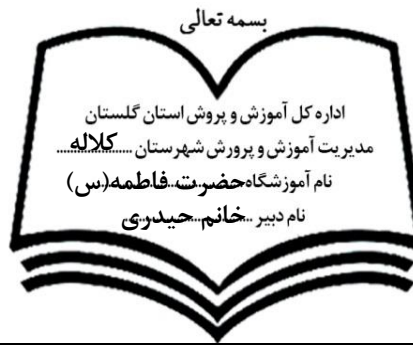 بسمه تعالی
اداره کل آموزش و پروش استان گلستان
مدیریت آموزش و پرورش شهرستان ......کلاله......
نام آموزشگاه حضرت فاطمه(س)
نام دبیر ....خانم حیدری....